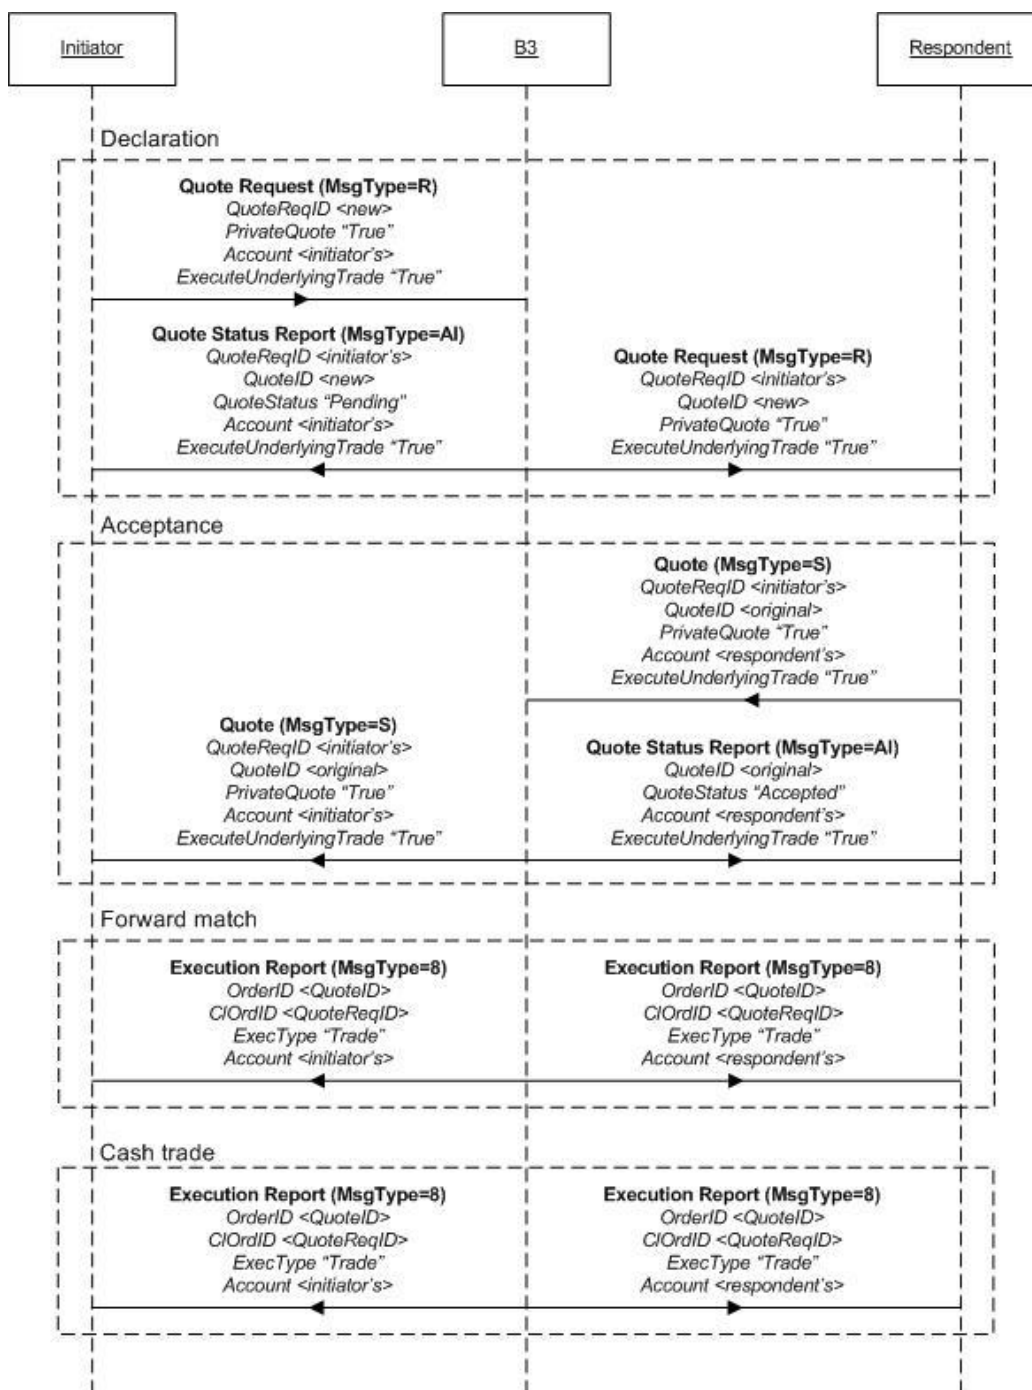 Initiator
B3
Respondent
Declaration
Quote Request (MsgType=R)
QuoteReqID <new>
PrivateQuote “True”
Account <initiator's>
ExecuteUnderlyingTrade “True”
Quote Status Report (MsgType=AI)
QuoteReqID <initiator's>
QuoteID <new>
QuoteStatus “Pending”
Account <initiator's>
ExecuteUnderlyingTrade “True”
Quote Request (MsgType=R)
QuoteReqID <initiator's>
QuoteID <new>
PrivateQuote “True”
ExecuteUnderlyingTrade “True”
Acceptance
Quote (MsgType=S)
QuoteReqID <initiator's>
QuoteID <original>
PrivateQuote “True”
Account <respondent's>
ExecuteUnderlyingTrade “True”
Quote (MsgType=S)
QuoteReqID <initiator's>
QuoteID <original>
PrivateQuote “True”
Account <initiator's>
ExecuteUnderlyingTrade “True”
Quote Status Report (MsgType=AI)
QuoteID <original>
QuoteStatus “Accepted”
Account <respondent's>
ExecuteUnderlyingTrade “True”
Forward match
Execution Report (MsgType=8)
OrderID <QuoteID>
ClOrdID <QuoteReqID>
ExecType “Trade”
Account <initiator's>
Execution Report (MsgType=8)
OrderID <QuoteID>
ClOrdID <QuoteReqID>
ExecType “Trade”
Account <respondent's>
Cash trade
Execution Report (MsgType=8)
OrderID <QuoteID>
ClOrdID <QuoteReqID>
ExecType “Trade”
Account <initiator's>
Execution Report (MsgType=8)
OrderID <QuoteID>
ClOrdID <QuoteReqID>
ExecType “Trade”
Account <respondent's>